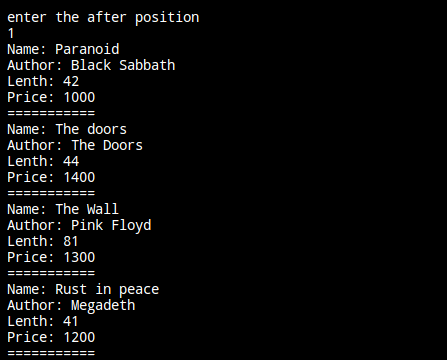 enter the after position
1
Name: Paranoid
Author: Black Sabbath
Lenth: 42
Price: 1000
===========
Name: The doors
Author: The Doors
Lenth: 44
Price: 1400
===========
Name: The Wall
Author: Pink Floyd
Lenth: 81
Price: 1300
===========
Name: Rust in peace
Author: Megadeth
Lenth: 41
Price: 1200
===========